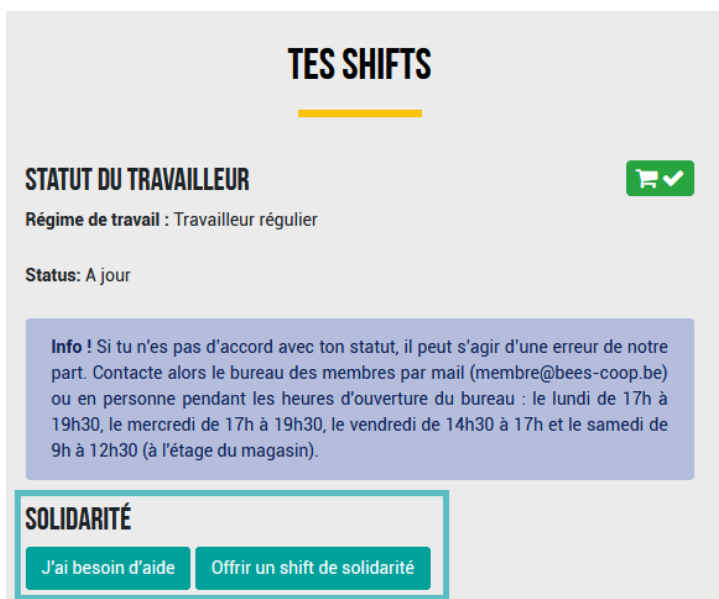 TES SHIFTS
STATUT DU TRAVAILLEUR
Régime de travail : Travailleur régulier
Status: A jour
Info ! Si tu n'es pas d'accord avec ton statut, il peut s'agir d'une erreur de notre
part. Contacte alors le bureau des membres par mail (membre@bees-coop.be)
ou en personne pendant les heures d'ouverture du bureau : le lundi de 17h à
19h30, le mercredi de 17h à 19h30, le vendredi de 14h30 à 17h et le samedi de
9h à 12h30 (à l'étage du magasin).
SOLIDARITÉ
J'ai besoin d'aide
Offrir un shift de solidarité